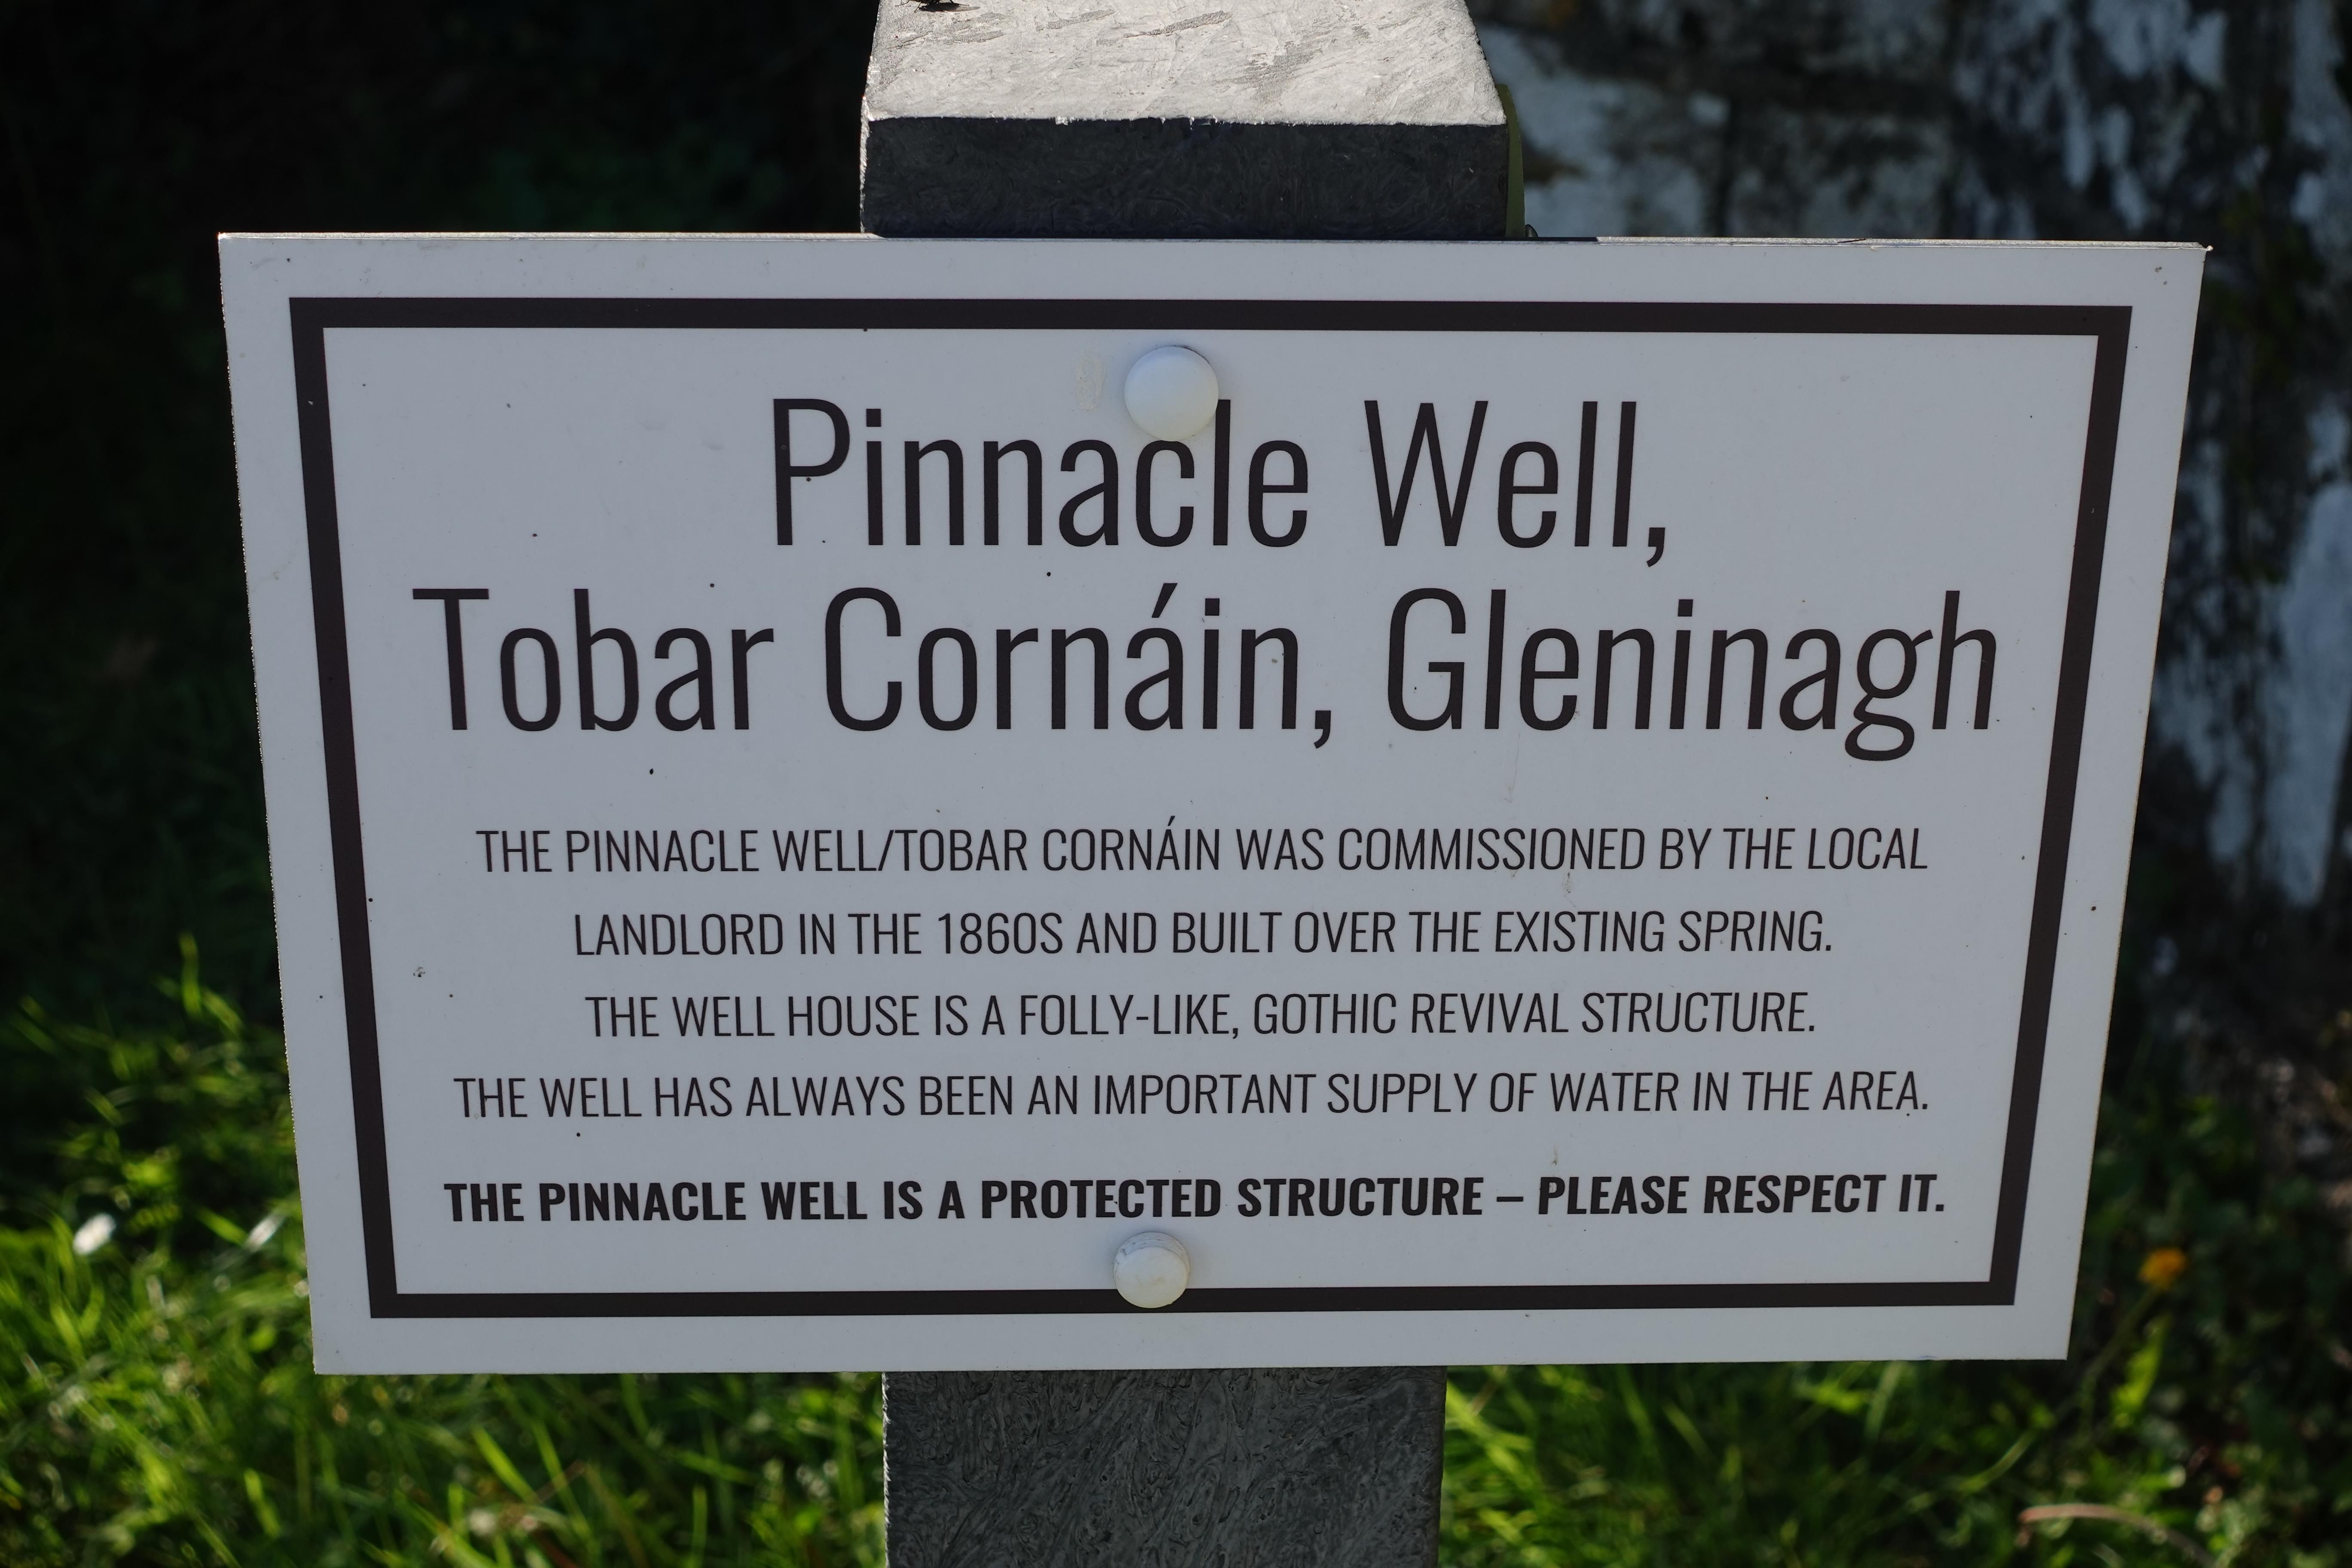 Pinnacle Well,
Tobar Cornáin, Gleninagh
THE PINNACLE WELL/TOBAR CORNÁIN WAS COMMISSIONED BY THE LOCAL
LANDLORD IN THE 1860S AND BUILT OVER THE EXISTING SPRING.
THE WELL HOUSE IS A FOLLY-LIKE, GOTHIC REVIVAL STRUCTURE.
THE WELL HAS ALWAYS BEEN AN IMPORTANT SUPPLY OF WATER IN THE AREA.
THE PINNACLE WELL IS A PROTECTED STRUCTURE – PLEASE RESPECT IT.